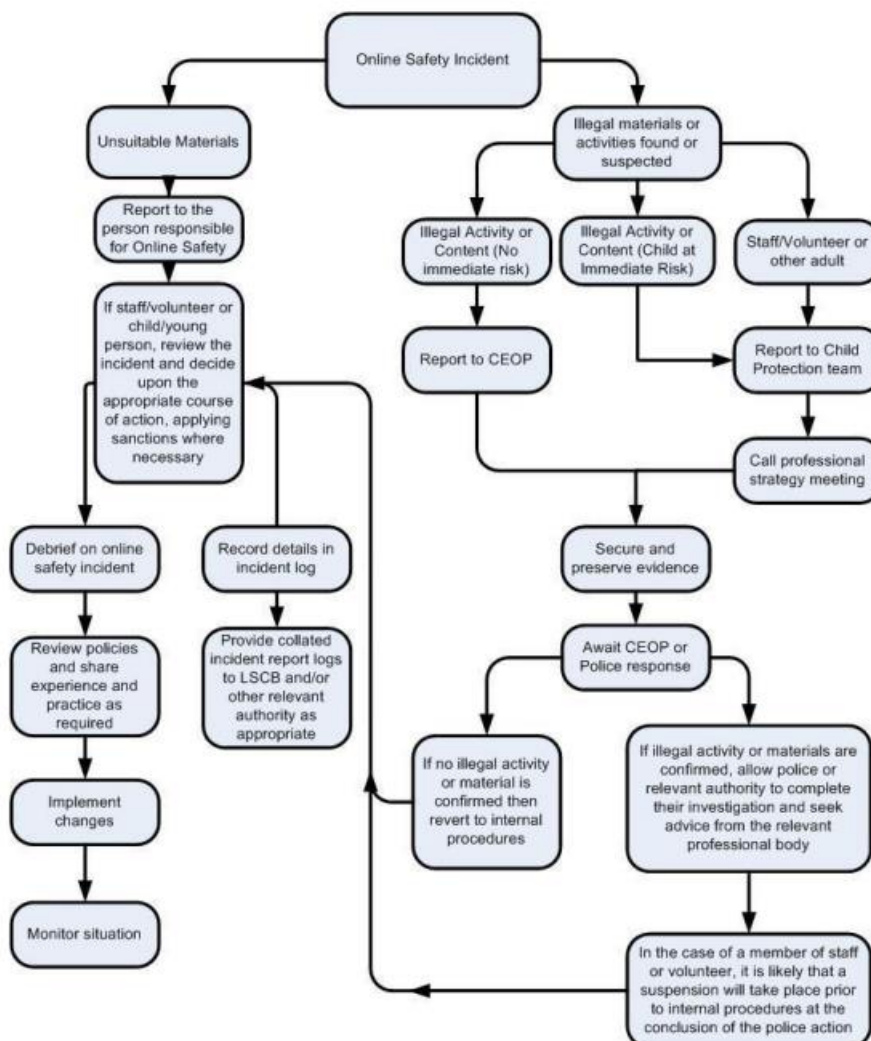 Online Safety Incident
Unsuitable Materials
Illegal materials or
activities found or
suspected
Report to the
person responsible
for Online Safety
Illegal Activity or
Content (No
immediate risk)
Illegal Activity or
Content (Child at
Immediate Risk)
Staff/Volunteer or
other adult
If staff/volunteer or
child/young
person, review the
incident and decide
upon the
appropriate course
of action, applying
sanctions where
necessary
Report to CEOP
Report to Child
Protection team
Call professional
strategy meeting
Debrief on online
safety incident
Record details in
incident log
Secure and
preserve evidence
Review policies
and share
experience and
practice as
required
Provide collated
incident report logs
to LSCB and/or
other relevant
authority as
appropriate
Await CEOP or
Police response
If no illegal activity
or material is
confirmed then
revert to internal
procedures
If illegal activity or materials are
confirmed, allow police or
relevant authority to complete
their investigation and seek
advice from the relevant
professional body
Implement
changes
Monitor situation
In the case of a member of staff
or volunteer, it is likely that a
suspension will take place prior
to internal procedures at the
conclusion of the police action